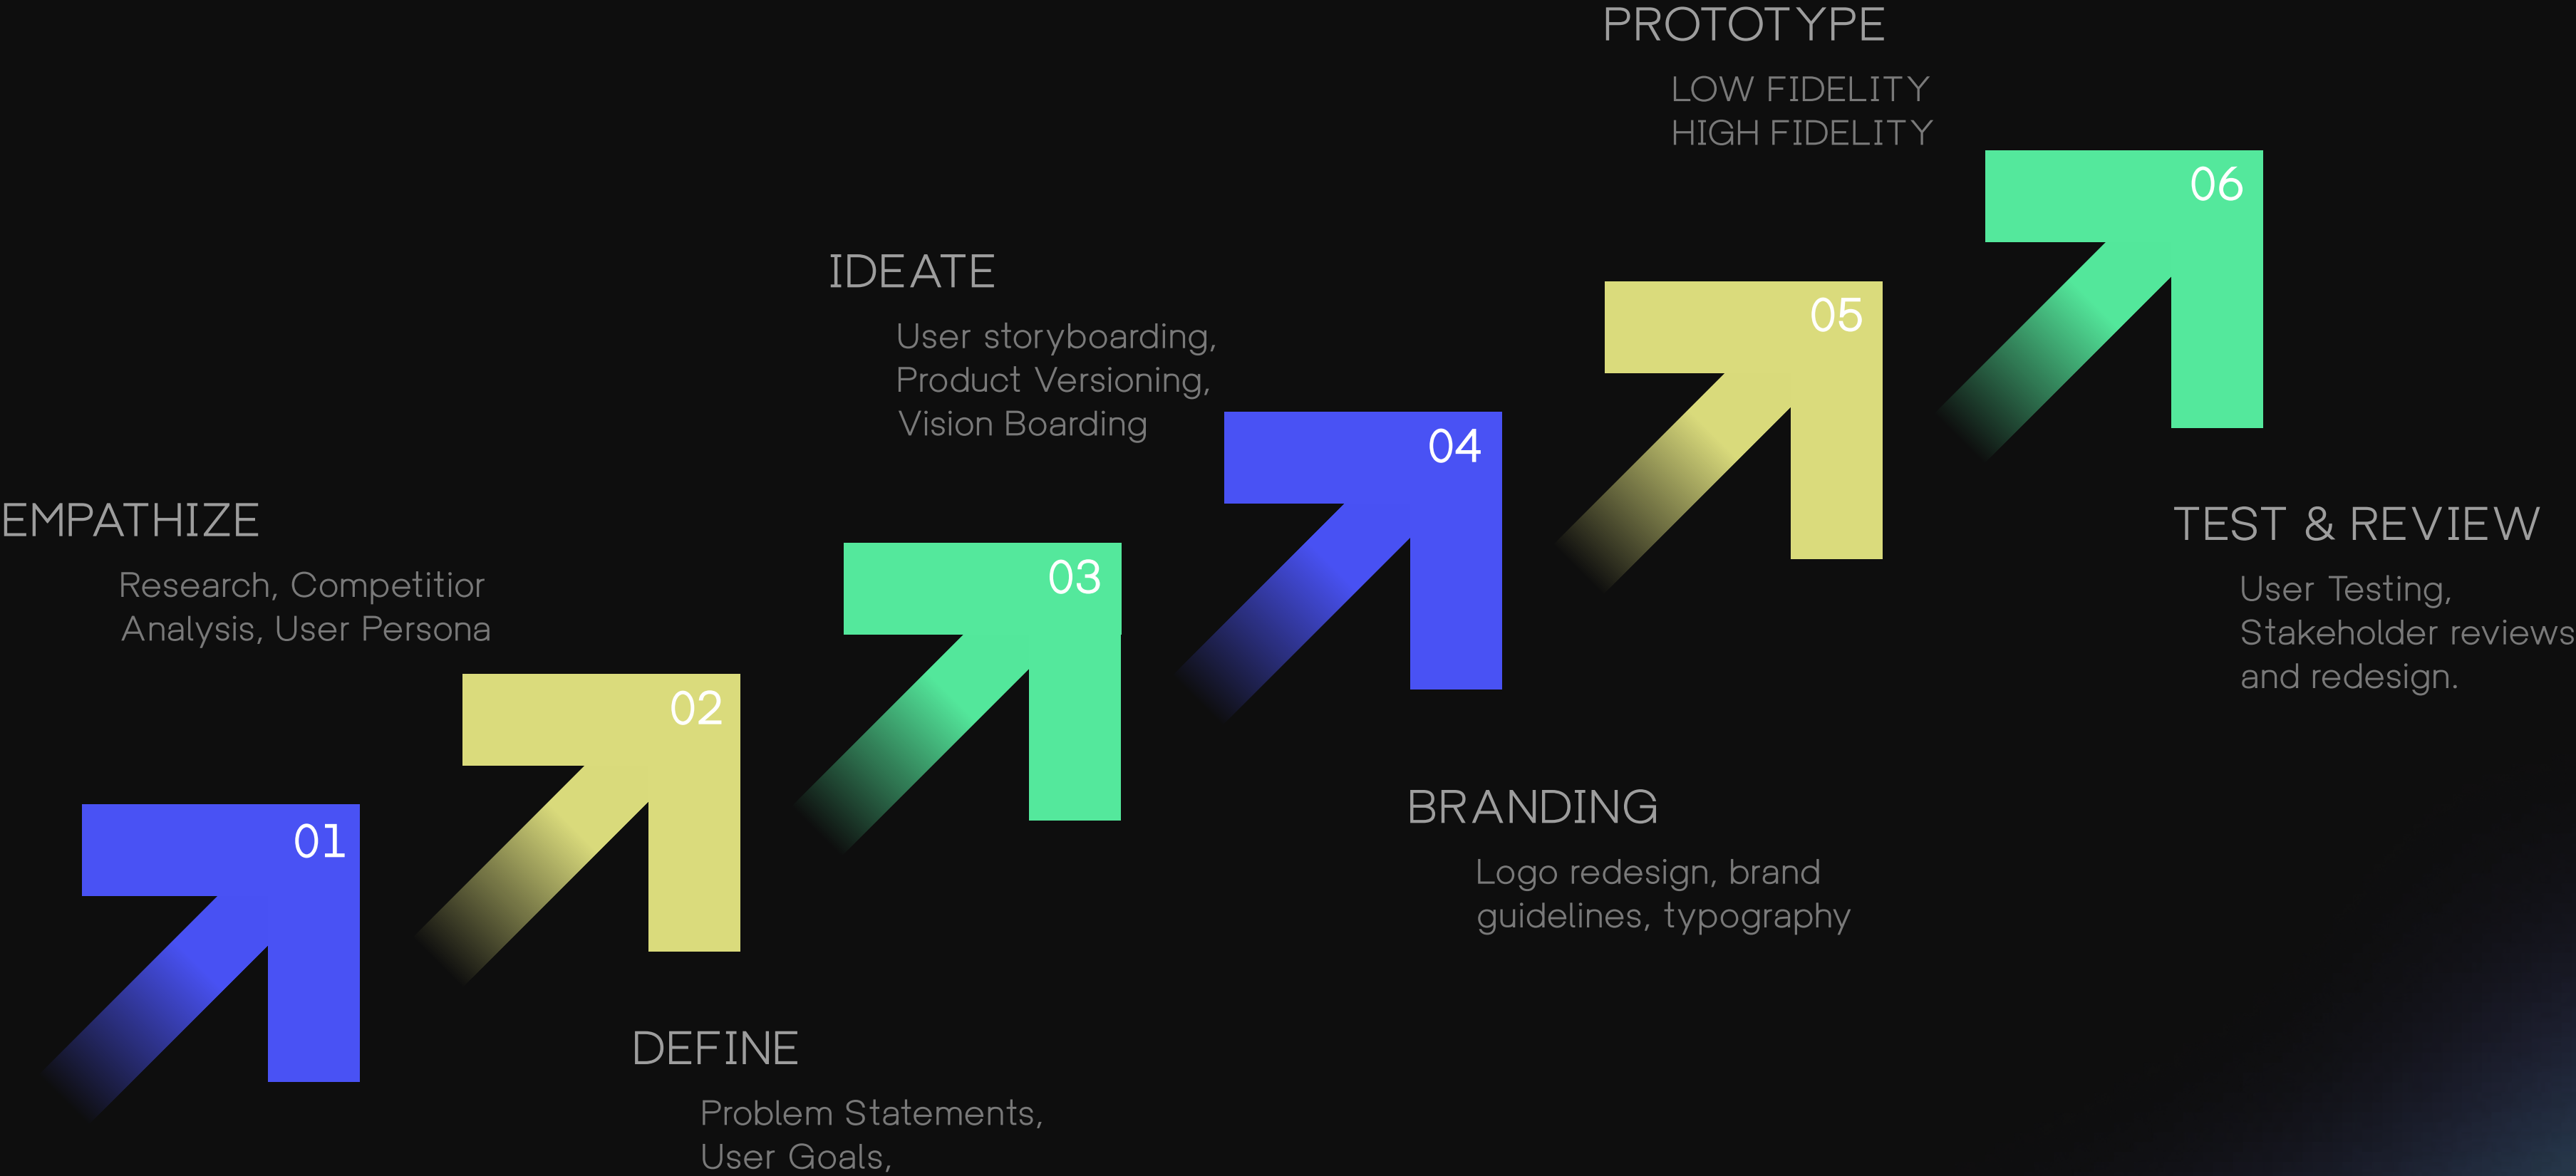 EMPATHIZE
Research, Competitior
Analysis, User Persona
01
02
DEFINE
Problem Statements,
User Goals,
IDEATE
User storyboarding,
Product Versioning,
Vision Boarding
03
04
BRANDING
Logo redesign, brand
guidelines, typography
PROTOTYPE
LOW FIDELITY
HIGH FIDELITY
05
06
TEST & REVIEW
User Testing,
Stakeholder reviews
and redesign.